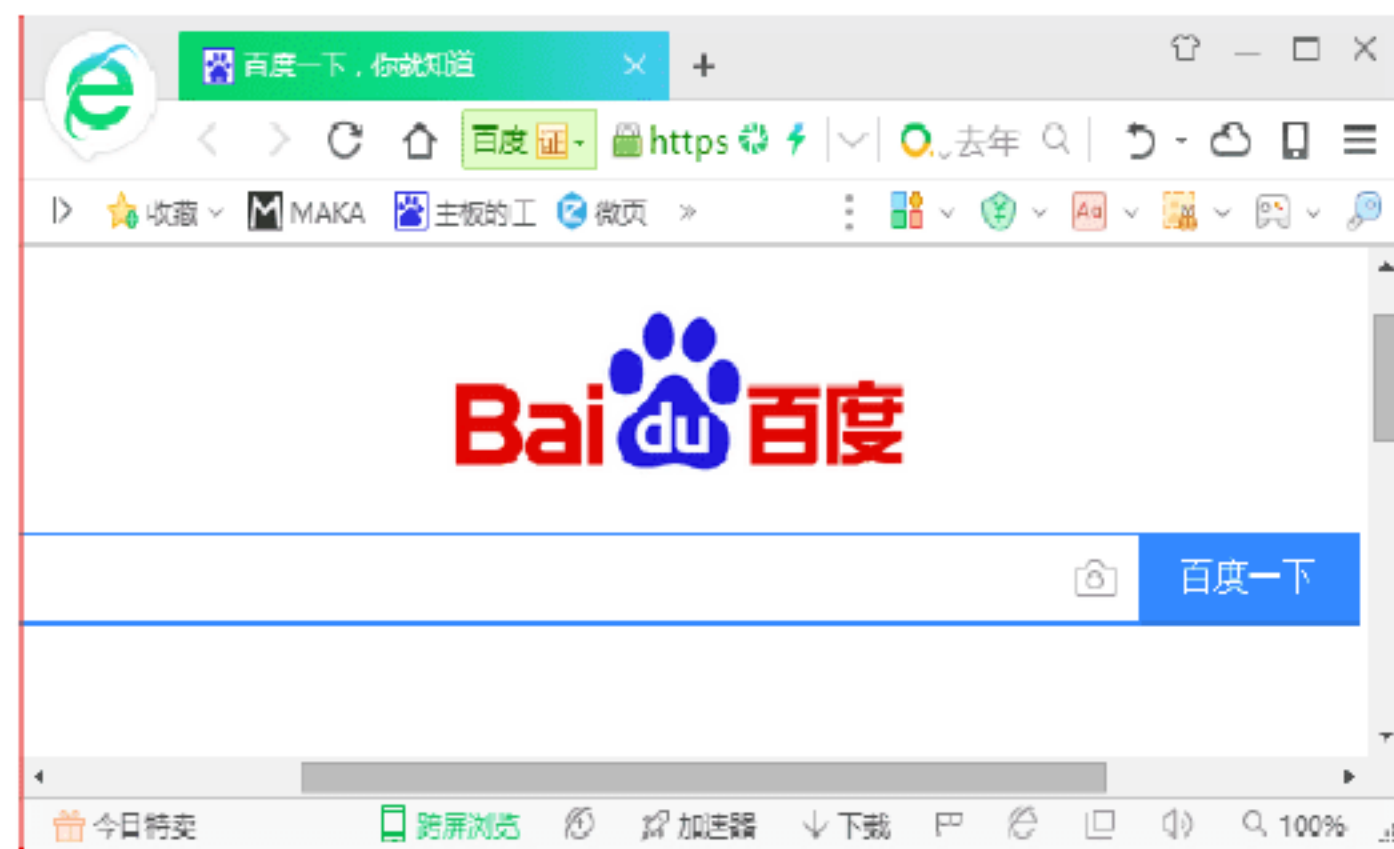 百度一下，你就知道
百度 证 https 去年
收藏 MAKA 主板的工 微页 »
Aa
Bai du 百度
百度一下
今日特卖 跨屏浏览 加速器 下载 100%